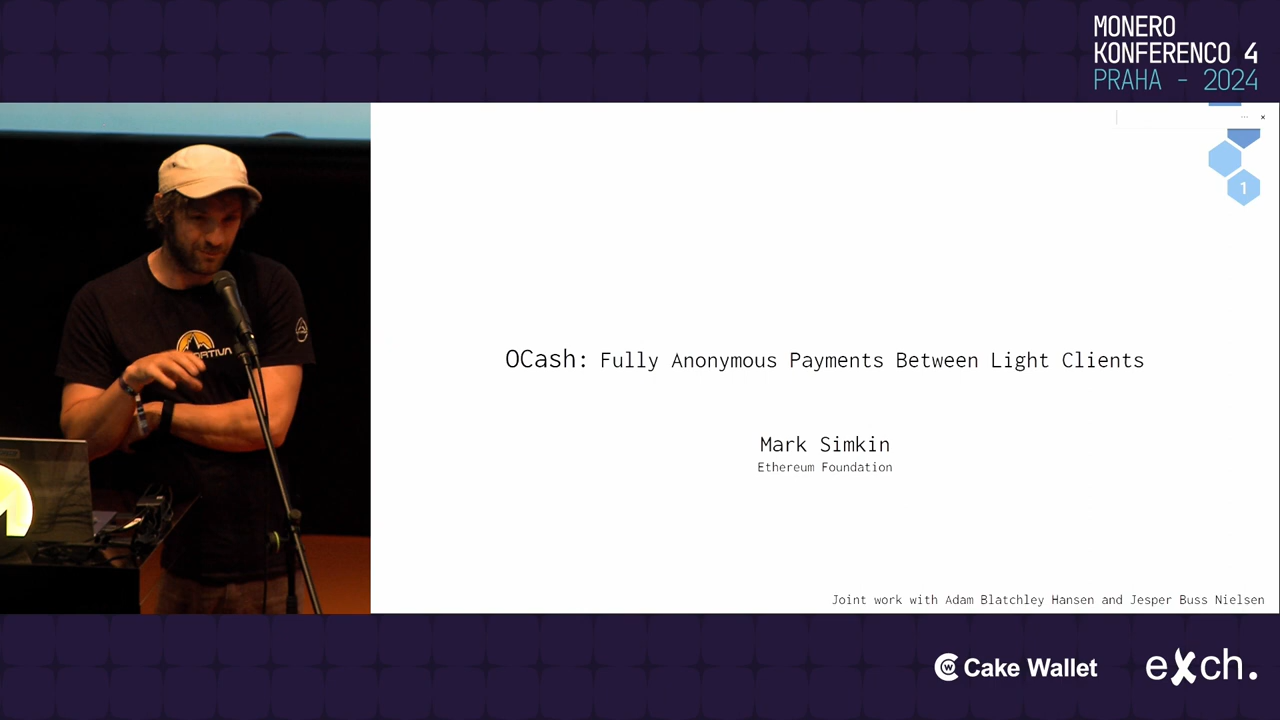 MONERO
KONFERENCO 4
PRAHA - 2024
1
OCash: Fully Anonymous Payments Between Light Clients
Mark Simkin
Ethereum Foundation
Joint work with Adam Blatchley Hansen and Jesper Buss Nielsen
Cake Wallet
exch.